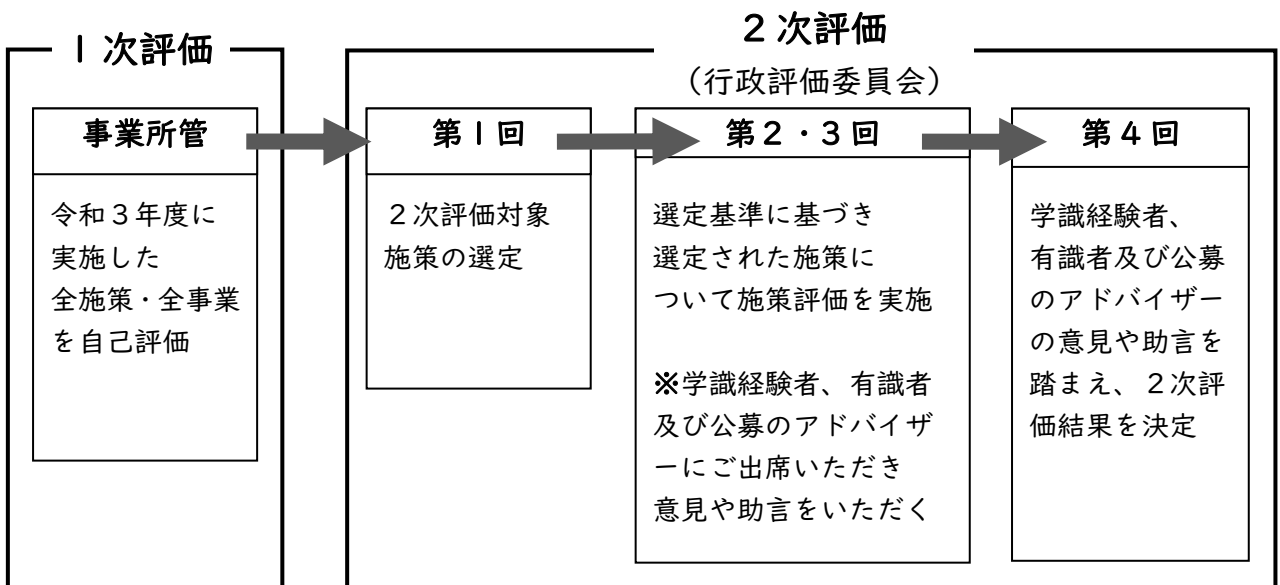 1次評価
事業所管
令和３年度に
実施した
全施策・全事業
を自己評価
２次評価
（行政評価委員会）
第1回
２次評価対象
施策の選定
第２・３回
選定基準に基づき
選定された施策に
ついて施策評価を実施
※学識経験者、有識者
及び公募のアドバイザ
ーにご出席いただき
意見や助言をいただく
第４回
学識経験者、
有識者及び公募
のアドバイザー
の意見や助言を
踏まえ、２次評
価結果を決定